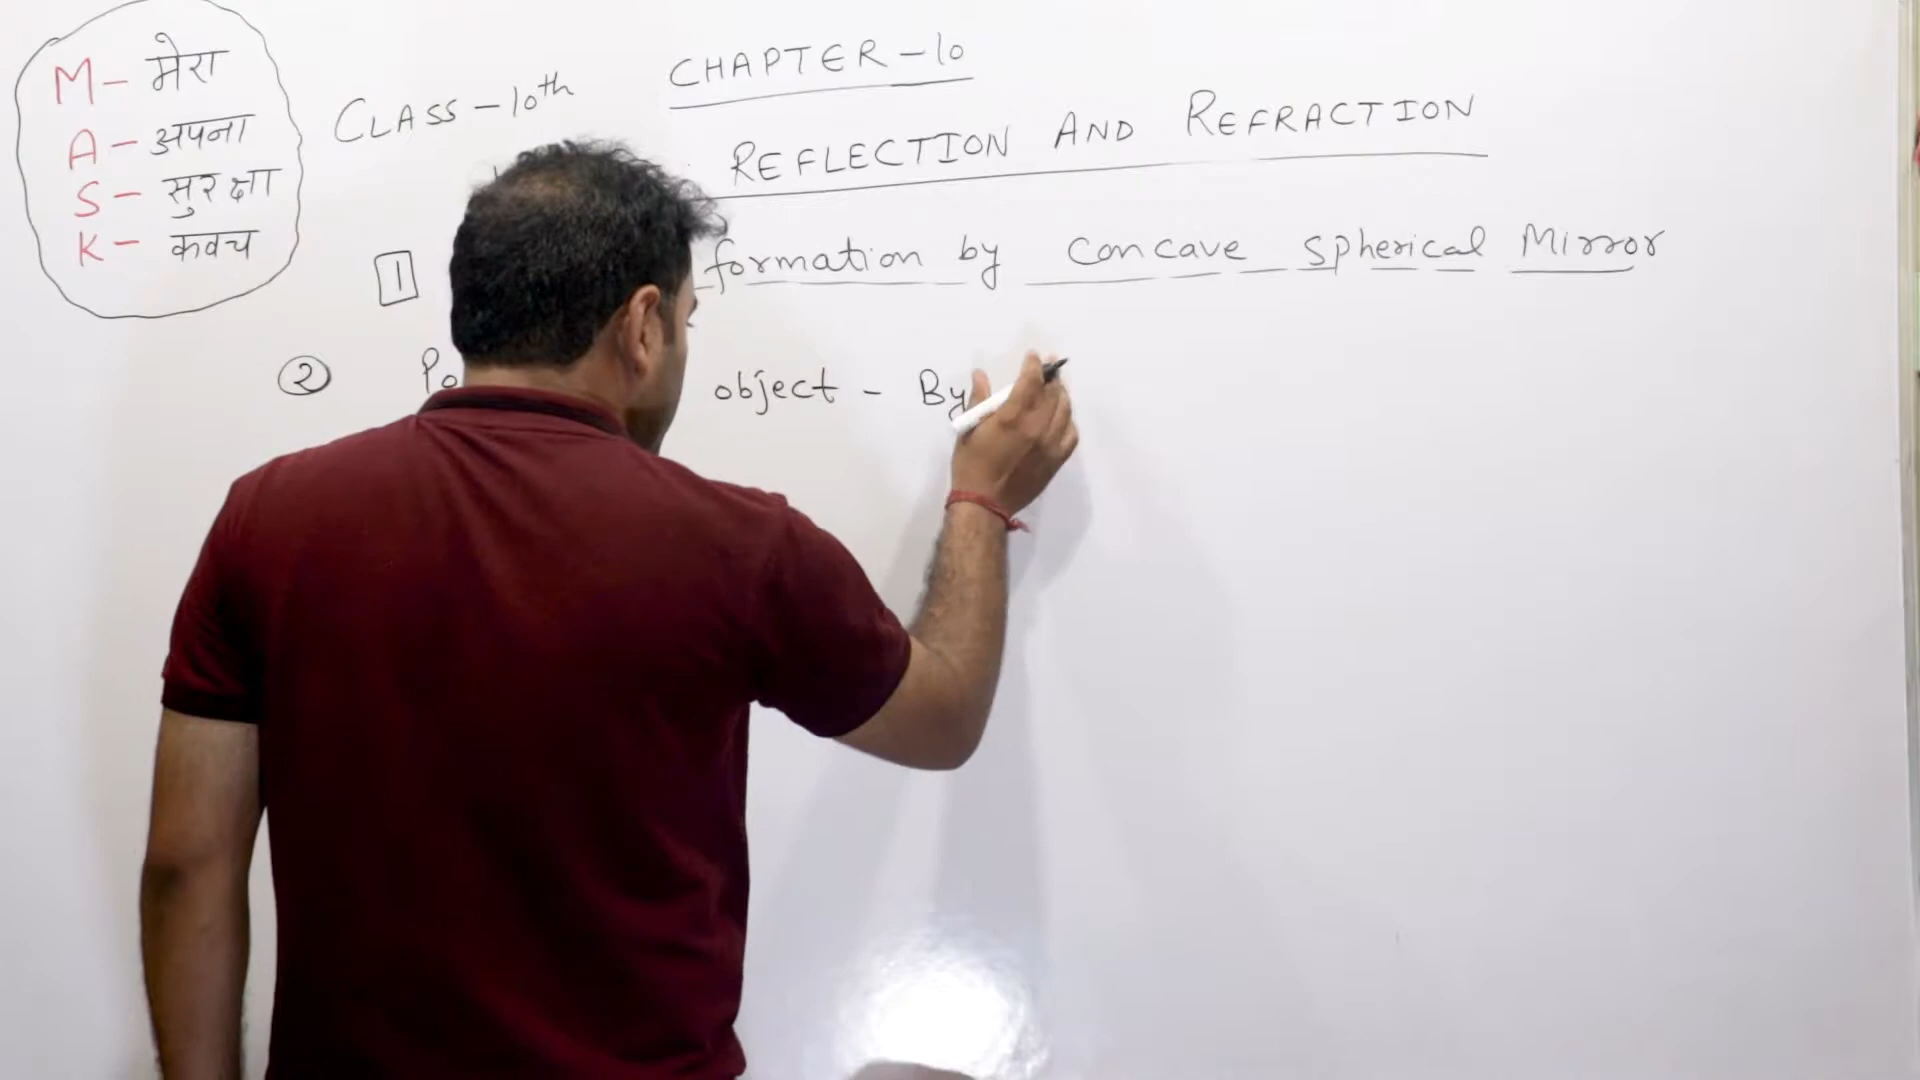 M - मेरा
A - अपना
S - सुरक्षा
K - कवच
CLASS - 10th
CHAPTER - 10
REFLECTION AND REFRACTION
1 formation by Concave Spherical Mirror
2 object - By